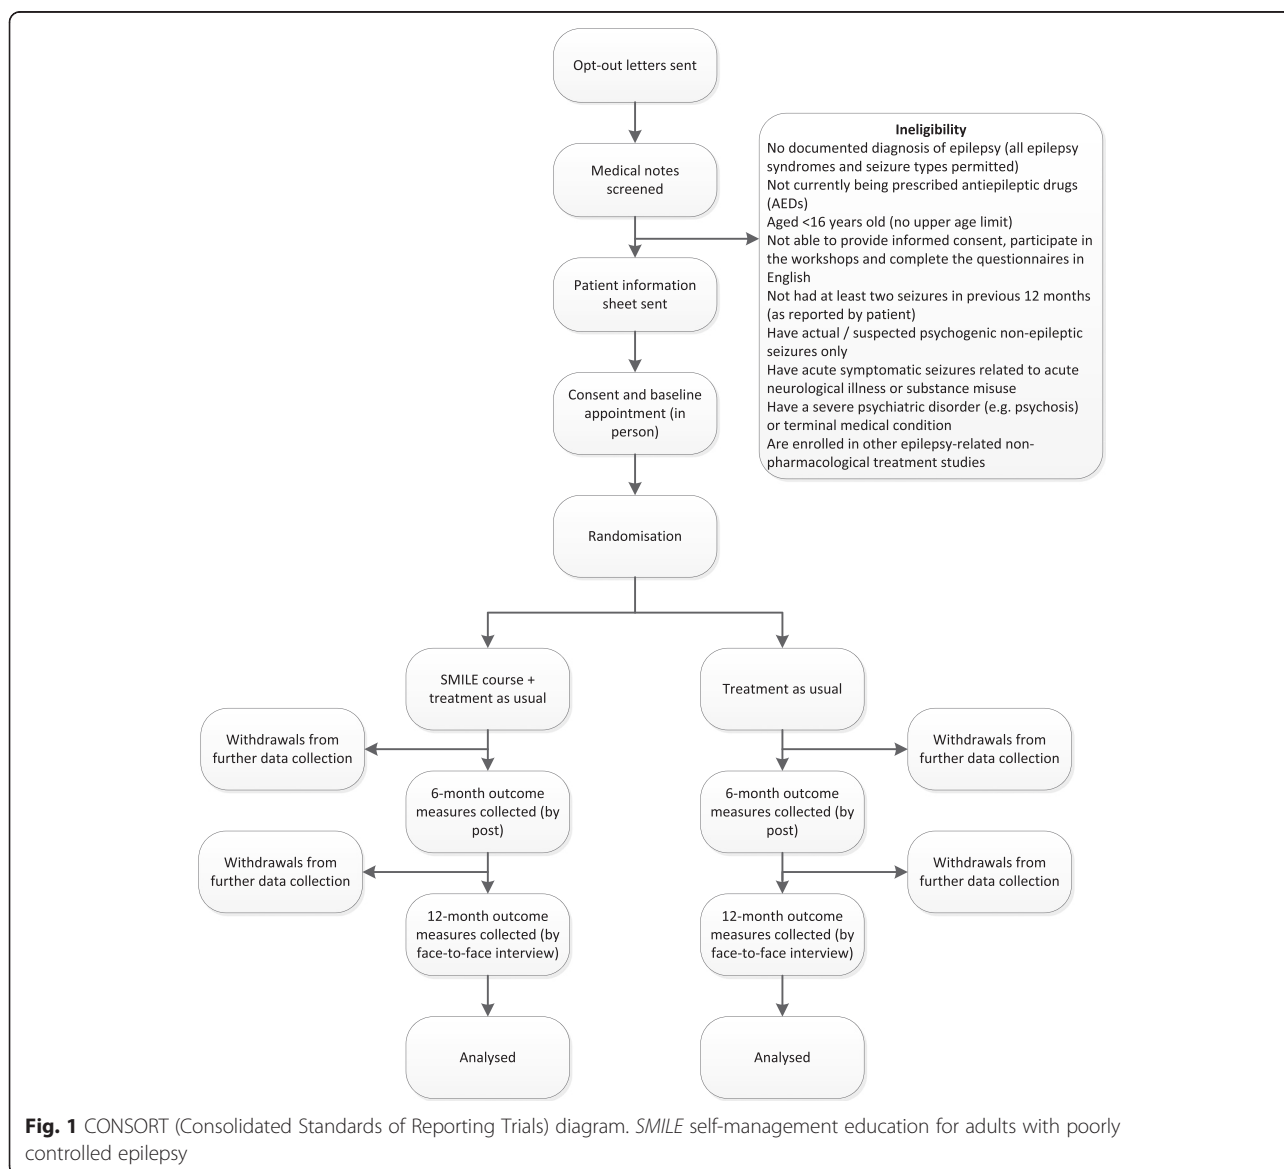 Opt-out letters sent
Medical notes
screened
Ineligibility
No documented diagnosis of epilepsy (all epilepsy
syndromes and seizure types permitted)
Not currently being prescribed antiepileptic drugs
(AEDs)
Aged <16 years old (no upper age limit)
Not able to provide informed consent, participate in
the workshops and complete the questionnaires in
English
Not had at least two seizures in previous 12 months
(as reported by patient)
Have actual / suspected psychogenic non-epileptic
seizures only
Have acute symptomatic seizures related to acute
neurological illness or substance misuse
Have a severe psychiatric disorder (e.g. psychosis)
or terminal medical condition
Are enrolled in other epilepsy-related non-
pharmacological treatment studies
Patient information
sheet sent
Consent and baseline
appointment (in
person)
Randomisation
SMILE course +
treatment as usual
Treatment as usual
Withdrawals from
further data collection
Withdrawals from
further data collection
6-month outcome
measures collected (by
post)
6-month outcome
measures collected (by
post)
Withdrawals from
further data collection
Withdrawals from
further data collection
12-month outcome
measures collected (by
face-to-face interview)
12-month outcome
measures collected (by
face-to-face interview)
Analysed
Analysed
Fig. 1 CONSORT (Consolidated Standards of Reporting Trials) diagram. SMILE self-management education for adults with poorly
controlled epilepsy